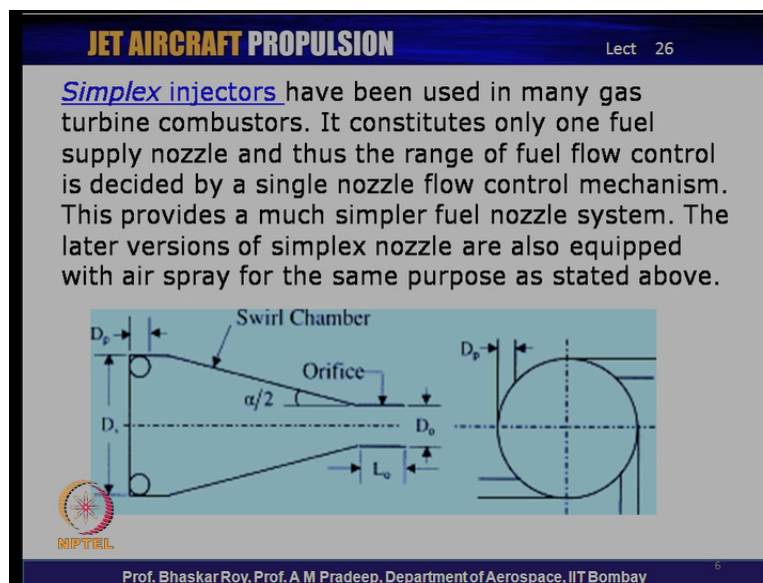 JET AIRCRAFT PROPULSION
Lect 26
Simplex injectors have been used in many gas
turbine combustors. It constitutes only one fuel
supply nozzle and thus the range of fuel flow control
is decided by a single nozzle flow control mechanism.
This provides a much simpler fuel nozzle system. The
later versions of simplex nozzle are also equipped
with air spray for the same purpose as stated above.
Swirl Chamber
Dp
Orifice
α/2
Do
Lo
Dp
NPTEL
Prof. Bhaskar Roy, Prof. A M Pradeep, Department of Aerospace, IIT Bombay
6